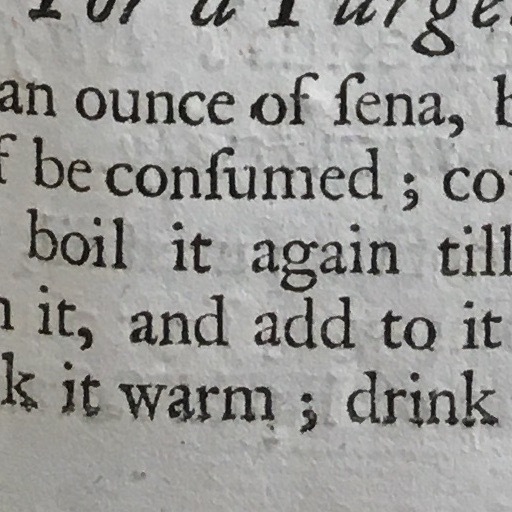 For a Purge
an ounce of ſena, b
f be conſumed ; co
boil it again till
it, and add to it
k it warm ; drink